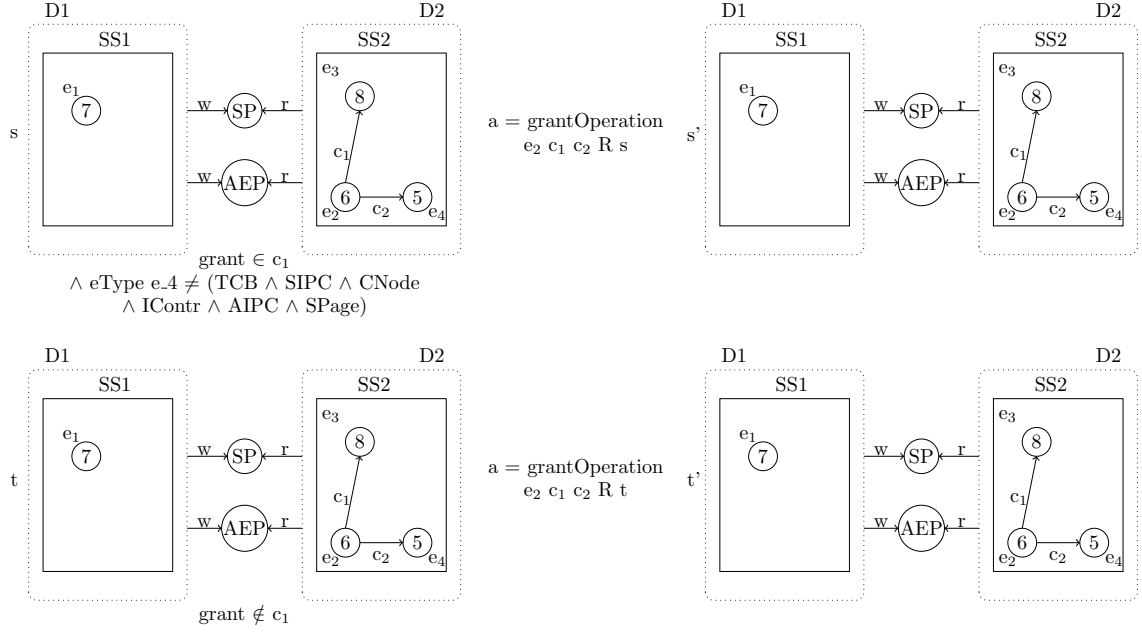 D1 D2 D1 D2
SS1 SS2 SS1 SS2
e₃ e₃
e₁ 8 e₁ 8
7 w SP r 7 w SP r
a = grantOperation
s e₂ c₁ c₂ R s s'
c₁ c₁
w AEP r w AEP r
6 5 6 5
e₂ c₂ e₄ e₂ c₂ e₄
grant ∈ c₁
∧ eType e_4 ≠ (TCB ∧ SIPC ∧ CNode
∧ IContr ∧ AIPC ∧ SPage)
D1 D2 D1 D2
SS1 SS2 SS1 SS2
e₃ e₃
e₁ 8 e₁ 8
7 w SP r 7 w SP r
a = grantOperation
t e₂ c₁ c₂ R t t'
c₁ c₁
w AEP r w AEP r
6 5 6 5
e₂ c₂ e₄ e₂ c₂ e₄
grant ∉ c₁